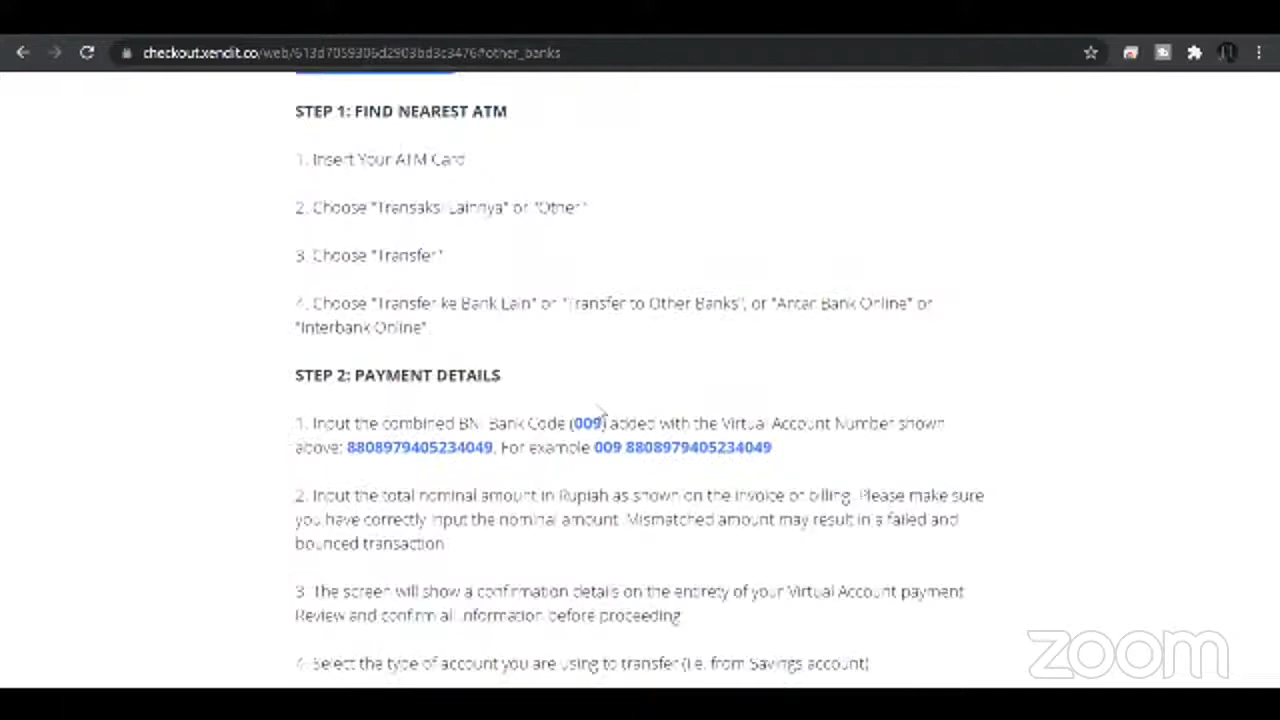 checkout.xendit.co/web/613d7059306d2903bd3c3476#other_banks
STEP 1: FIND NEAREST ATM
1. Insert Your ATM Card
2. Choose "Transaksi Lainnya" or "Other"
3. Choose "Transfer"
4. Choose "Transfer ke Bank Lain" or "Transfer to Other Banks", or "Antar Bank Online" or
"Interbank Online"
STEP 2: PAYMENT DETAILS
1. Input the combined BNI Bank Code (009) added with the Virtual Account Number shown
above: 8808979405234049. For example 009 8808979405234049
2. Input the total nominal amount in Rupiah as shown on the invoice or billing. Please make sure
you have correctly input the nominal amount. Mismatched amount may result in a failed and
bounced transaction
3. The screen will show a confirmation details on the entirety of your Virtual Account payment
Review and confirm all information before proceeding
4. Select the type of account you are using to transfer (i.e. from Savings account)
zoom